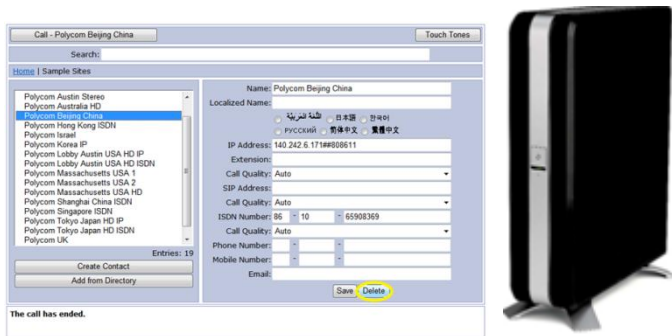 Call - Polycom Beijing China
Touch Tones
Search:
Home | Sample Sites
Polycom Austin Stereo
Polycom Australia HD
Polycom Beijing China
Polycom Hong Kong ISDN
Polycom Israel
Polycom Korea IP
Polycom Lobby Austin USA HD IP
Polycom Lobby Austin USA HD ISDN
Polycom Massachusetts USA 1
Polycom Massachusetts USA 2
Polycom Massachusetts USA HD
Polycom Shanghai China ISDN
Polycom Singapore ISDN
Polycom Tokyo Japan HD IP
Polycom Tokyo Japan HD ISDN
Polycom UK
Entries: 19
Create Contact
Add from Directory
Name: Polycom Beijing China
Localized Name:
اللغة العربية 日本語 한국어
русский 简体中文 繁體中文
IP Address: 140.242.6.171##808611
Extension:
Call Quality: Auto
SIP Address:
Call Quality: Auto
ISDN Number: 86 - 10 - 65908369
Call Quality: Auto
Phone Number: - -
Mobile Number: - -
Email:
Save Delete
The call has ended.